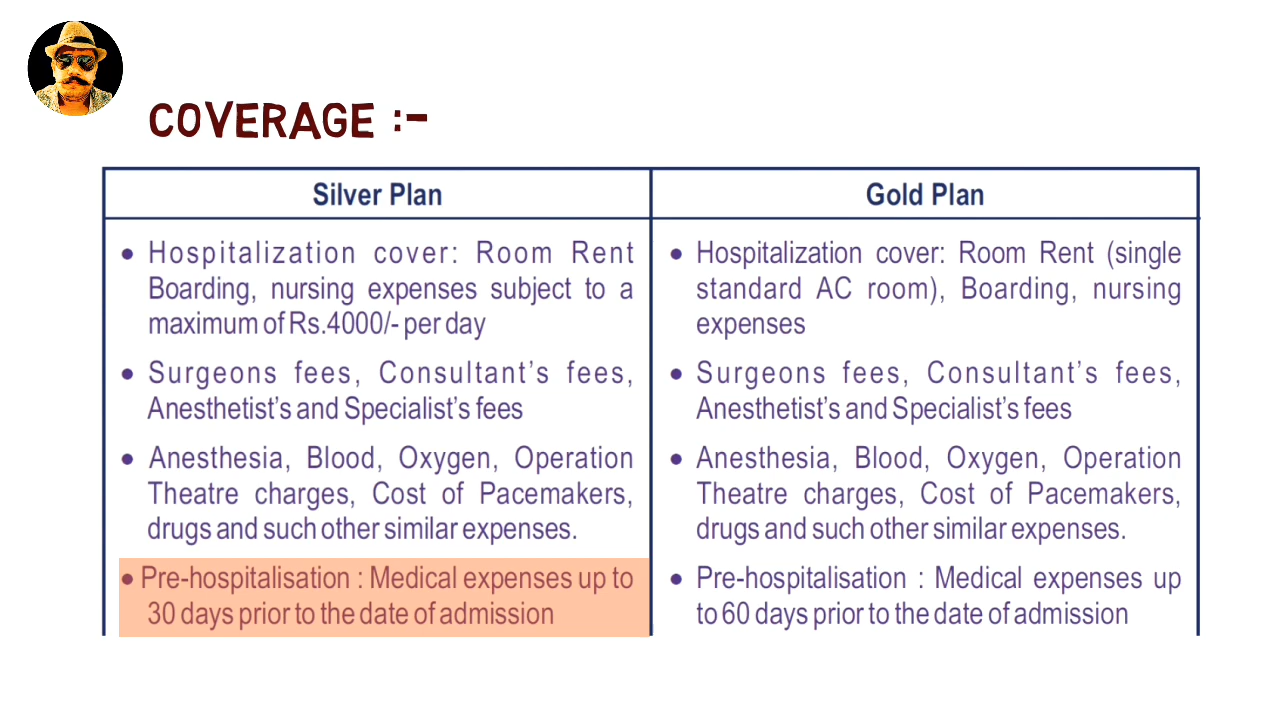 COVERAGE :-
Silver Plan
• Hospitalization cover: Room Rent
Boarding, nursing expenses subject to a
maximum of Rs.4000/- per day
• Surgeons fees, Consultant’s fees,
Anesthetist’s and Specialist’s fees
• Anesthesia, Blood, Oxygen, Operation
Theatre charges, Cost of Pacemakers,
drugs and such other similar expenses.
• Pre-hospitalisation : Medical expenses up to
30 days prior to the date of admission
Gold Plan
• Hospitalization cover: Room Rent (single
standard AC room), Boarding, nursing
expenses
• Surgeons fees, Consultant’s fees,
Anesthetist’s and Specialist’s fees
• Anesthesia, Blood, Oxygen, Operation
Theatre charges, Cost of Pacemakers,
drugs and such other similar expenses.
• Pre-hospitalisation : Medical expenses up
to 60 days prior to the date of admission